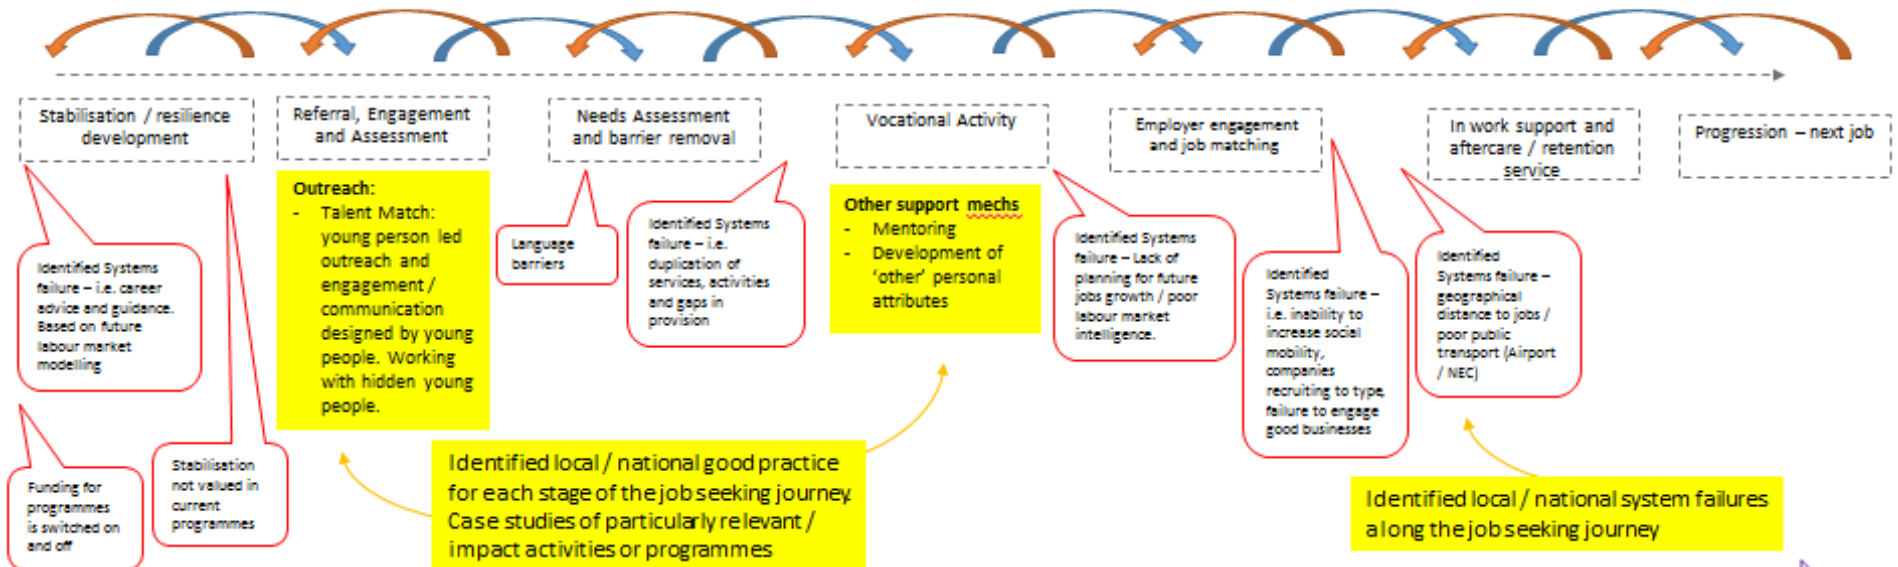 Stabilisation / resilience
development
Referral, Engagement
and Assessment
Needs Assessment
and barrier removal
Vocational Activity
Employer engagement
and job matching
In work support and
aftercare / retention
service
Progression – next job
Identified Systems
failure – i.e. career
advice and guidance.
Based on future
labour market
modelling
Funding for
programmes
is switched on
and off
Stabilisation
not valued in
current
programmes
Outreach:
- Talent Match:
young person led
outreach and
engagement /
communication
designed by young
people. Working
with hidden young
people.
Language
barriers
Identified Systems
failure – i.e.
duplication of
services, activities
and gaps in
provision
Other support mechs
- Mentoring
- Development of
‘other’ personal
attributes
Identified Systems
failure – Lack of
planning for future
jobs growth / poor
labour market
intelligence.
Identified
Systems failure –
i.e. inability to
increase social
mobility,
companies
recruiting to type,
failure to engage
good businesses
Identified
Systems failure –
geographical
distance to jobs /
poor public
transport (Airport
/ NEC)
Identified local / national good practice
for each stage of the job seeking journey.
Case studies of particularly relevant /
impact activities or programmes
Identified local / national system failures
along the job seeking journey